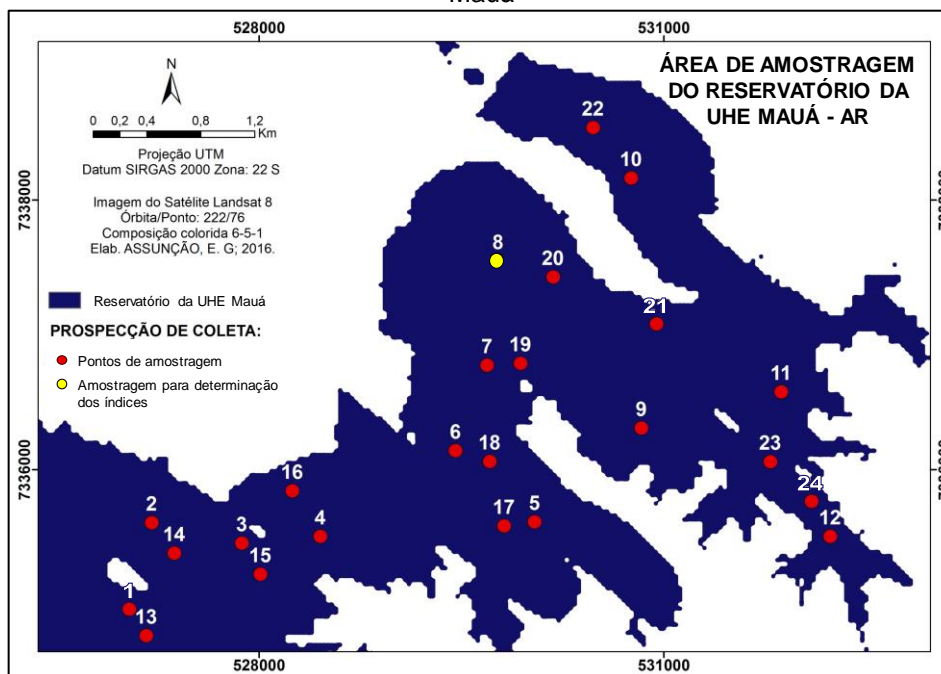 Mauá
528000
531000
ÁREA DE AMOSTRAGEM
DO RESERVATÓRIO DA
UHE MAUÁ - AR
N
0 0,2 0,4 0,8 1,2
Km
Projeção UTM
Datum SIRGAS 2000 Zona: 22 S
Imagem do Satélite Landsat 8
Órbita/Ponto: 222/76
Composição colorida 6-5-1
Elab. ASSUNÇÃO, E. G; 2016.
Reservatório da UHE Mauá
PROSPECÇÃO DE COLETA:
Pontos de amostragem
Amostragem para determinação
dos índices
7338000
7336000
22
10
8
20
21
7
19
11
9
6
18
23
16
24
2
17
5
12
3
4
14
15
1
13
528000
531000